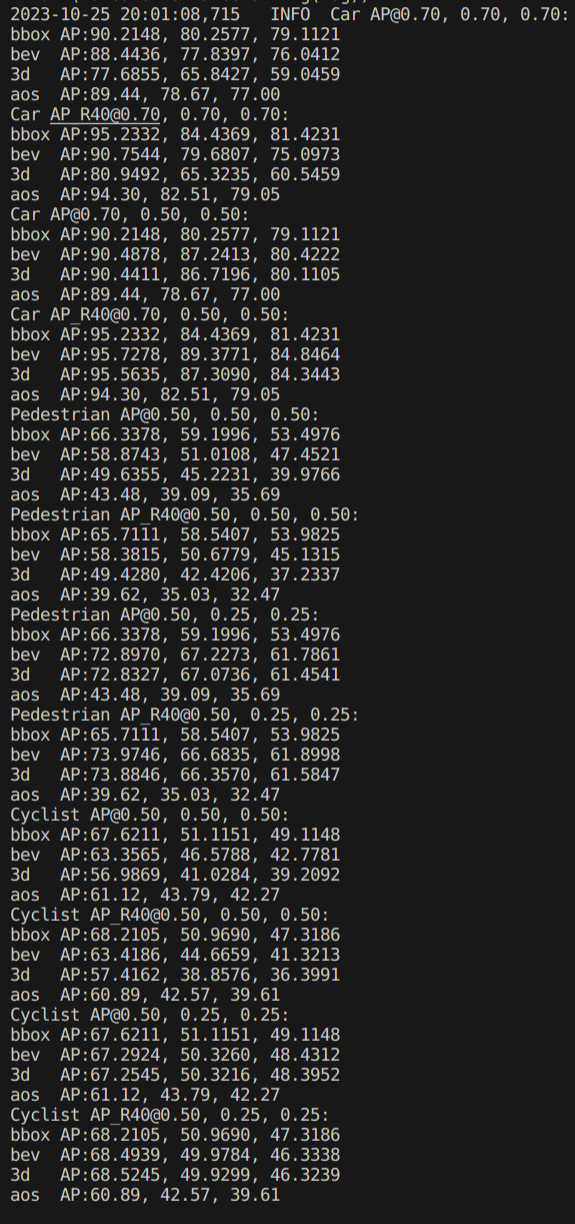 2023-10-25 20:01:08,715   INFO  Car AP@0.70, 0.70, 0.70:
bbox AP:90.2148, 80.2577, 79.1121
bev  AP:88.4436, 77.8397, 76.0412
3d   AP:77.6855, 65.8427, 59.0459
aos  AP:89.44, 78.67, 77.00
Car AP_R40@0.70, 0.70, 0.70:
bbox AP:95.2332, 84.4369, 81.4231
bev  AP:90.7544, 79.6807, 75.0973
3d   AP:80.9492, 65.3235, 60.5459
aos  AP:94.30, 82.51, 79.05
Car AP@0.70, 0.50, 0.50:
bbox AP:90.2148, 80.2577, 79.1121
bev  AP:90.4878, 87.2413, 80.4222
3d   AP:90.4411, 86.7196, 80.1105
aos  AP:89.44, 78.67, 77.00
Car AP_R40@0.70, 0.50, 0.50:
bbox AP:95.2332, 84.4369, 81.4231
bev  AP:95.7278, 89.3771, 84.8464
3d   AP:95.5635, 87.3090, 84.3443
aos  AP:94.30, 82.51, 79.05
Pedestrian AP@0.50, 0.50, 0.50:
bbox AP:66.3378, 59.1996, 53.4976
bev  AP:58.8743, 51.0108, 47.4521
3d   AP:49.6355, 45.2231, 39.9766
aos  AP:43.48, 39.09, 35.69
Pedestrian AP_R40@0.50, 0.50, 0.50:
bbox AP:65.7111, 58.5407, 53.9825
bev  AP:58.3815, 50.6779, 45.1315
3d   AP:49.4280, 42.4206, 37.2337
aos  AP:39.62, 35.03, 32.47
Pedestrian AP@0.50, 0.25, 0.25:
bbox AP:66.3378, 59.1996, 53.4976
bev  AP:72.8970, 67.2273, 61.7861
3d   AP:72.8327, 67.0736, 61.4541
aos  AP:43.48, 39.09, 35.69
Pedestrian AP_R40@0.50, 0.25, 0.25:
bbox AP:65.7111, 58.5407, 53.9825
bev  AP:73.9746, 66.6835, 61.8998
3d   AP:73.8846, 66.3570, 61.5847
aos  AP:39.62, 35.03, 32.47
Cyclist AP@0.50, 0.50, 0.50:
bbox AP:67.6211, 51.1151, 49.1148
bev  AP:63.3565, 46.5788, 42.7781
3d   AP:56.9869, 41.0284, 39.2092
aos  AP:61.12, 43.79, 42.27
Cyclist AP_R40@0.50, 0.50, 0.50:
bbox AP:68.2105, 50.9690, 47.3186
bev  AP:63.4186, 44.6659, 41.3213
3d   AP:57.4162, 38.8576, 36.3991
aos  AP:60.89, 42.57, 39.61
Cyclist AP@0.50, 0.25, 0.25:
bbox AP:67.6211, 51.1151, 49.1148
bev  AP:67.2924, 50.3260, 48.4312
3d   AP:67.2545, 50.3216, 48.3952
aos  AP:61.12, 43.79, 42.27
Cyclist AP_R40@0.50, 0.25, 0.25:
bbox AP:68.2105, 50.9690, 47.3186
bev  AP:68.4939, 49.9784, 46.3338
3d   AP:68.5245, 49.9299, 46.3239
aos  AP:60.89, 42.57, 39.61